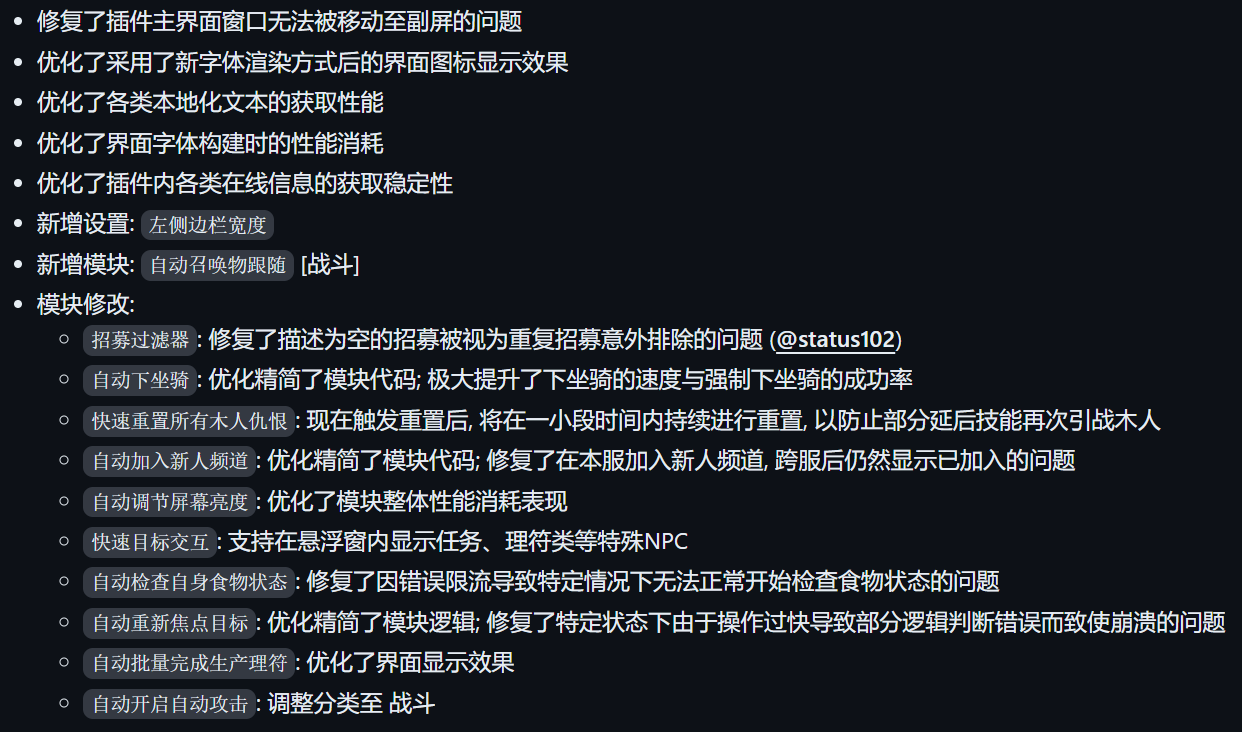 修复了插件主界面窗口无法被移动至副屏的问题
优化了采用了新字体渲染方式后的界面图标显示效果
优化了各类本地化文本的获取性能
优化了界面字体构建时的性能消耗
优化了插件内各类在线信息的获取稳定性
新增设置: 左侧边栏宽度
新增模块: 自动召唤物跟随 [战斗]
模块修改:
招募过滤器: 修复了描述为空的招募被视为重复招募意外排除的问题 (@status102)
自动下坐骑: 优化精简了模块代码; 极大提升了下坐骑的速度与强制下坐骑的成功率
快速重置所有木人仇恨: 现在触发重置后, 将在一小段时间内持续进行重置, 以防止部分延后技能再次引战木人
自动加入新人频道: 优化精简了模块代码; 修复了在本服加入新人频道, 跨服后仍然显示已加入的问题
自动调节屏幕亮度: 优化了模块整体性能消耗表现
快速目标交互: 支持在悬浮窗内显示任务、理符类等特殊NPC
自动检查自身食物状态: 修复了因错误限流导致特定情况下无法正常开始检查食物状态的问题
自动重新焦点目标: 优化精简了模块逻辑; 修复了特定状态下由于操作过快导致部分逻辑判断错误而致使崩溃的问题
自动批量完成生产理符: 优化了界面显示效果
自动开启自动攻击: 调整分类至 战斗